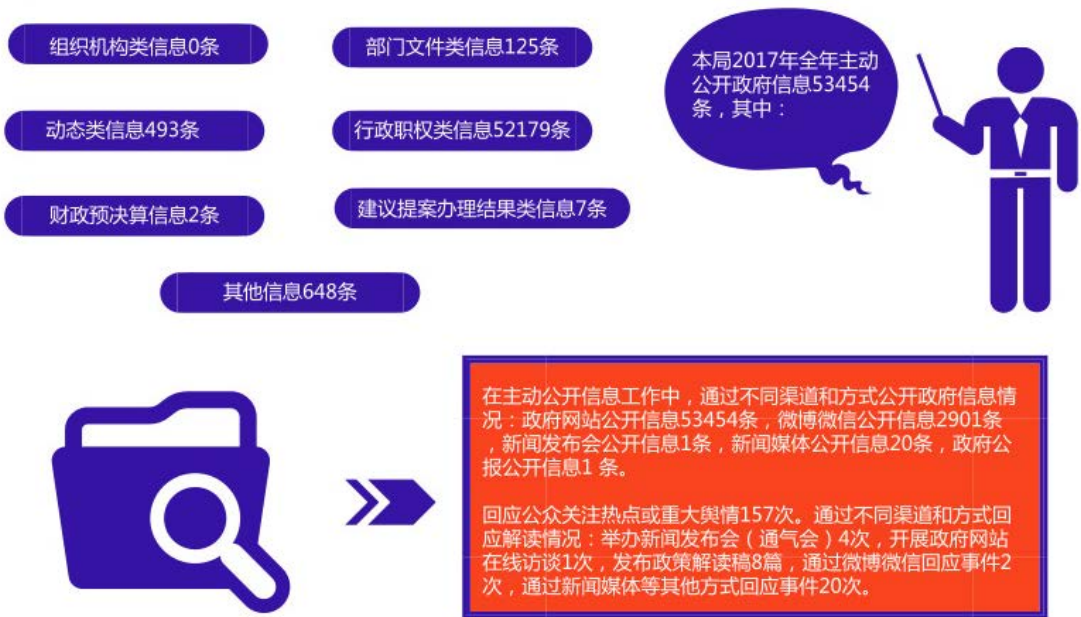 组织机构类信息0条
部门文件类信息125条
本局2017年全年主动
公开政府信息53454
条，其中：
动态类信息493条
行政职权类信息52179条
财政预决算信息2条
建议提案办理结果类信息7条
其他信息648条
在主动公开信息工作中，通过不同渠道和方式公开政府信息情
况：政府网站公开信息53454条，微博微信公开信息2901条
，新闻发布会公开信息1条，新闻媒体公开信息20条，政府公
报公开信息1 条。
回应公众关注热点或重大舆情157次。通过不同渠道和方式回
应解读情况：举办新闻发布会（通气会）4次，开展政府网站
在线访谈1次，发布政策解读稿8篇，通过微博微信回应事件2
次，通过新闻媒体等其他方式回应事件20次。